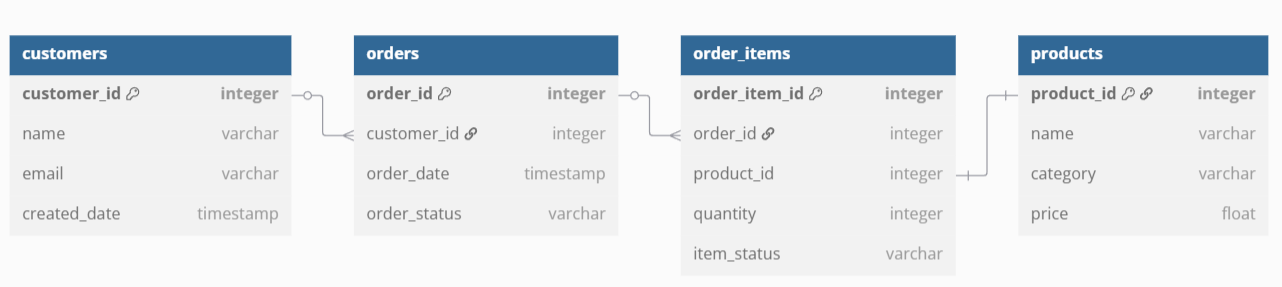 customers
customer_id integer
name varchar
email varchar
created_date timestamp
orders
order_id integer
customer_id integer
order_date timestamp
order_status varchar
order_items
order_item_id integer
order_id integer
product_id integer
quantity integer
item_status varchar
products
product_id integer
name varchar
category varchar
price float